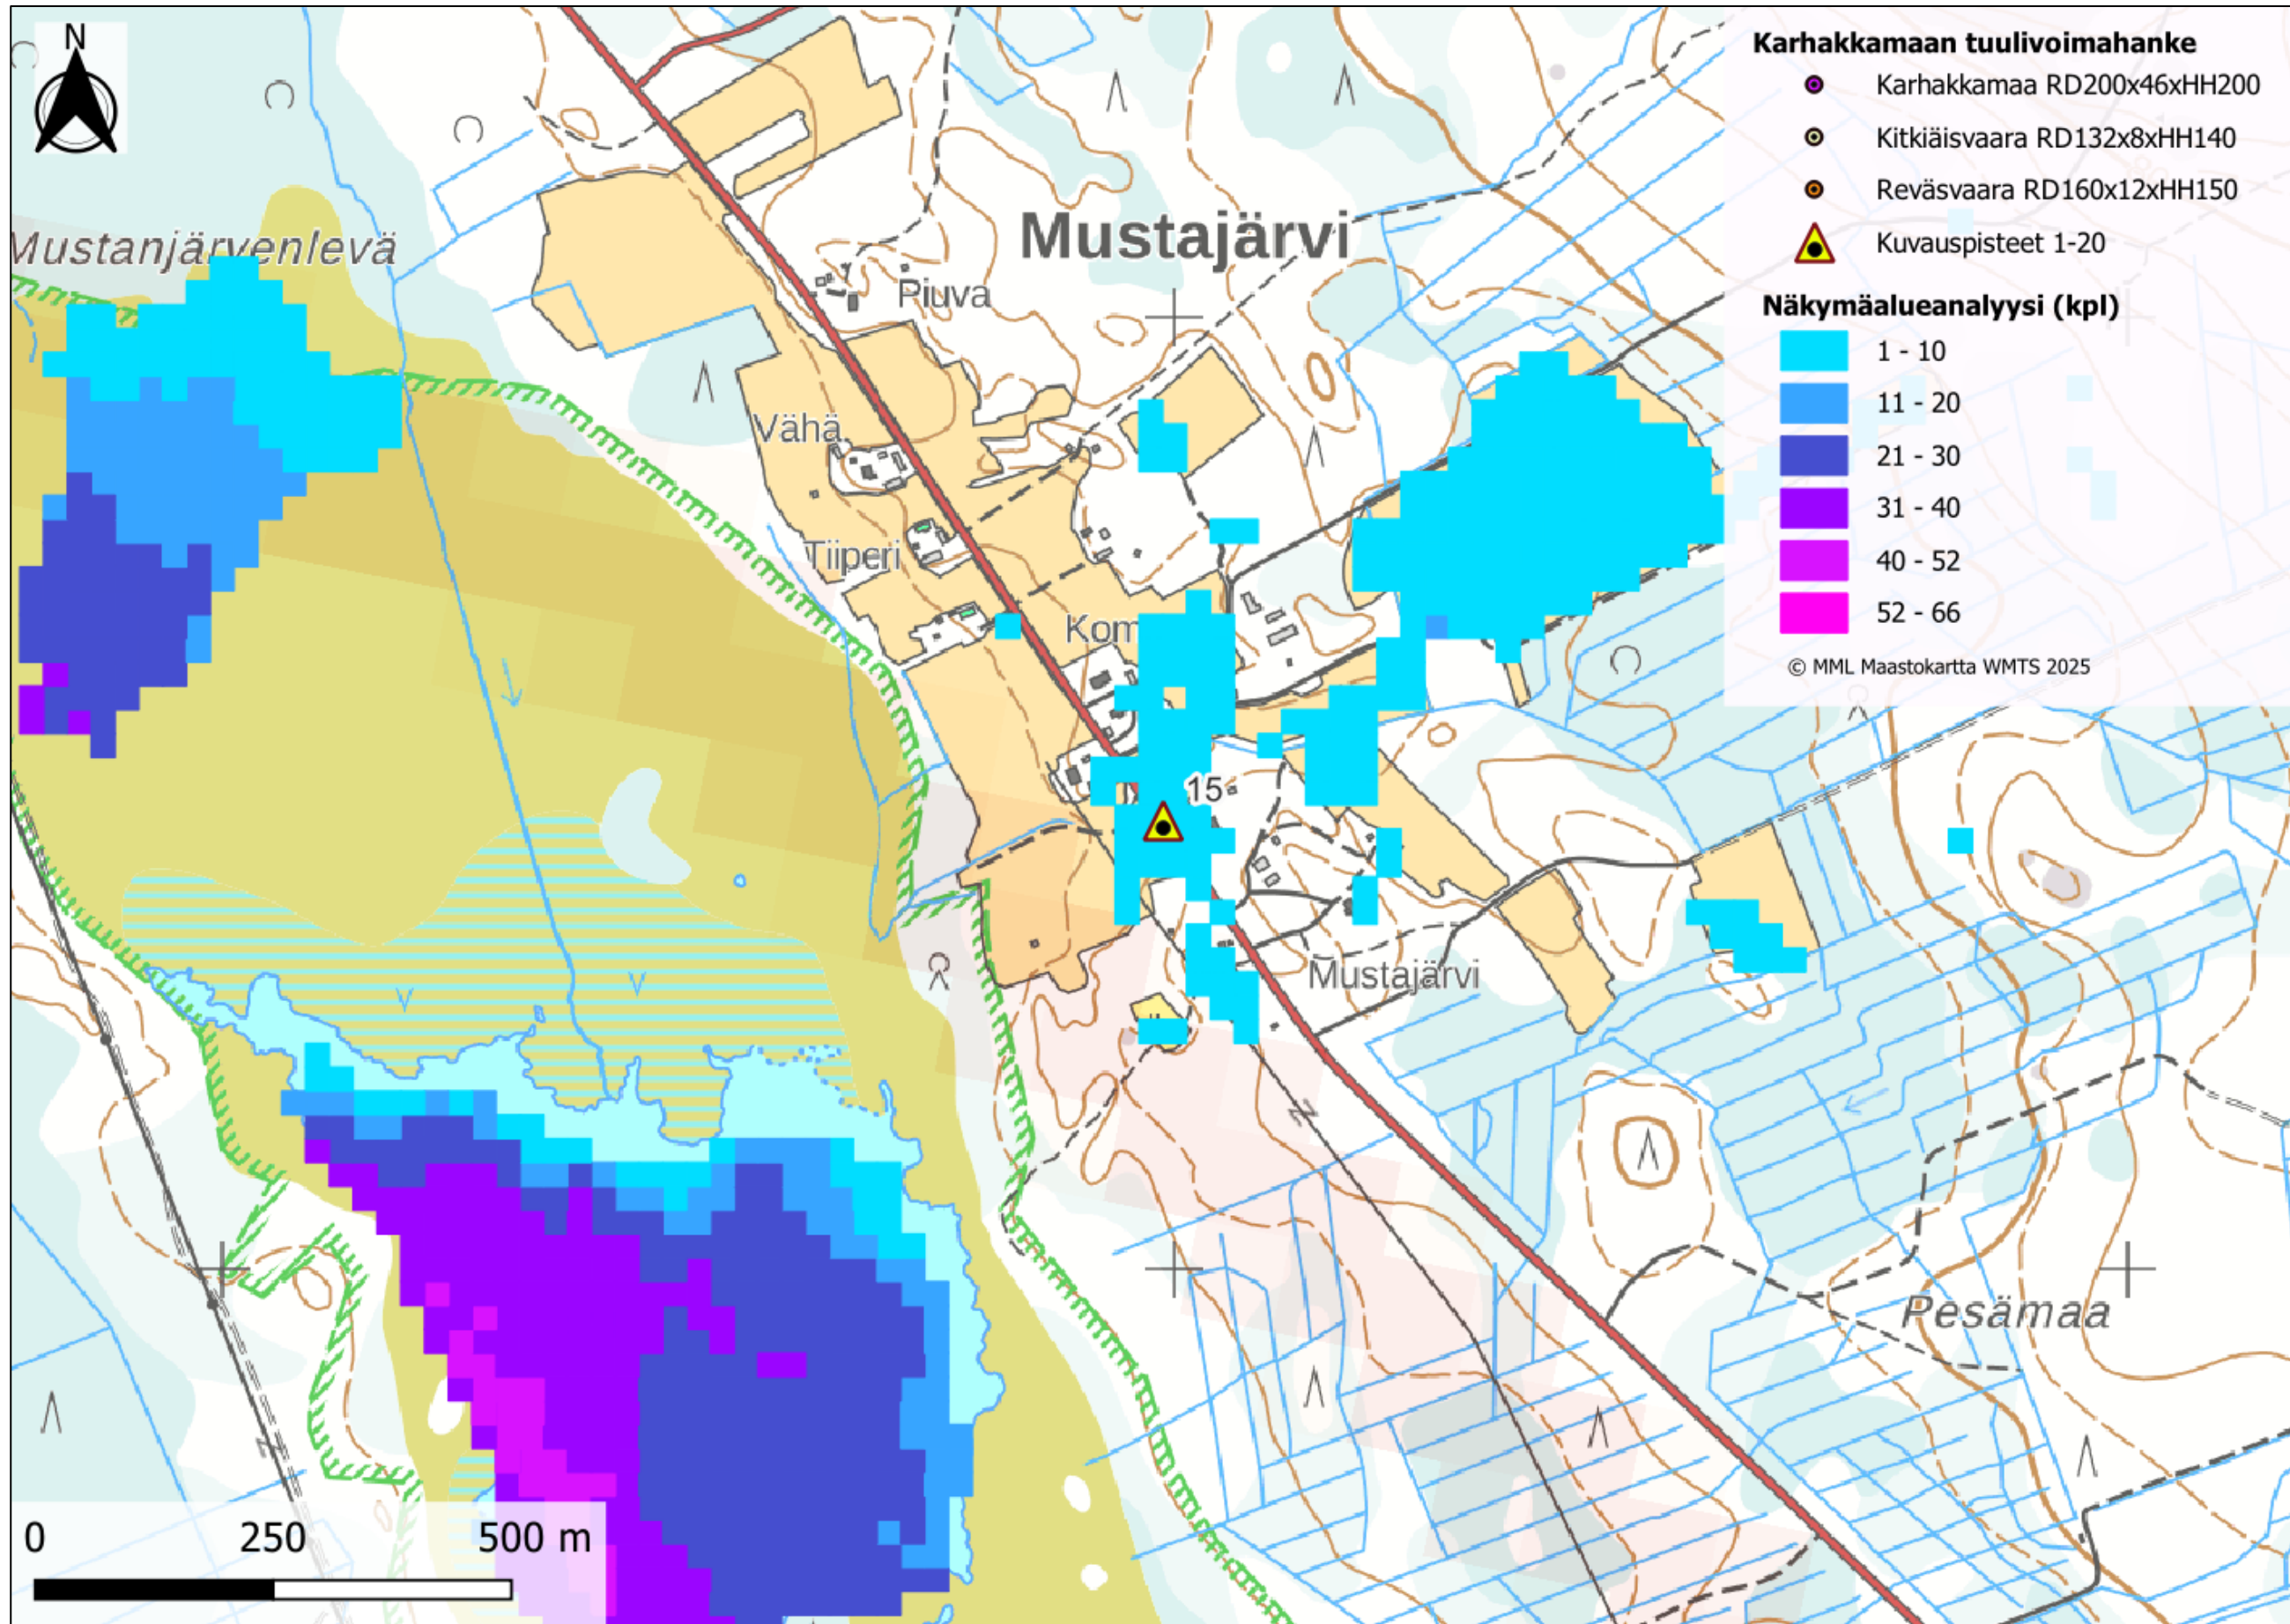 N
Karhakkamaan tuulivoimahanke
Karhakkamaa RD200x46xHH200
Kitkiäisvaara RD132x8xHH140
Reväsvaara RD160x12xHH150
Kuvauspisteet 1-20
Näkymäalueanalyysi (kpl)
1 - 10
11 - 20
21 - 30
31 - 40
40 - 52
52 - 66
© MML Maastokartta WMTS 2025
Mustajärvi
Mustanjärvenlevä
Piuva
Vähä
Tiiperi
Kom
15
Mustajärvi
Pesämaa
0 250 500 m